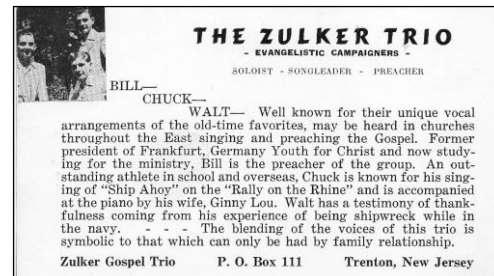 THE ZULKER TRIO
- EVANGELISTIC CAMPAIGNERS -
SOLOIST - SONGLEADER - PREACHER
BILL—
CHUCK—
WALT— Well known for their unique vocal
arrangements of the old-time favorites, may be heard in churches
throughout the East singing and preaching the Gospel. Former
president of Frankfurt, Germany Youth for Christ and now study-
ing for the ministry, Bill is the preacher of the group. An out-
standing athlete in school and overseas, Chuck is known for his sing-
ing of "Ship Ahoy" on the "Rally on the Rhine" and is accompanied
at the piano by his wife, Ginny Lou. Walt has a testimony of thank-
fulness coming from his experience of being shipwreck while in
the navy. - - - The blending of the voices of this trio is
symbolic to that which can only be had by family relationship.
Zulker Gospel Trio P. O. Box 111 Trenton, New Jersey